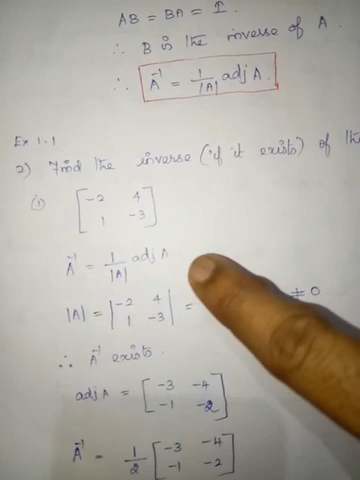 AB = BA = I.
∴ B is the inverse of A.
∴ A⁻¹ = 1/|A| adj A.
Ex 1.1
2) Find the inverse (if it exists) of the
(i) [ -2 4
1 -3 ]
A⁻¹ = 1/|A| adj A
|A| = | -2 4
1 -3 | = ≠ 0
∴ A⁻¹ exists.
adj A = [ -3 -4
-1 -2 ]
A⁻¹ = 1/2 [ -3 -4
-1 -2 ]